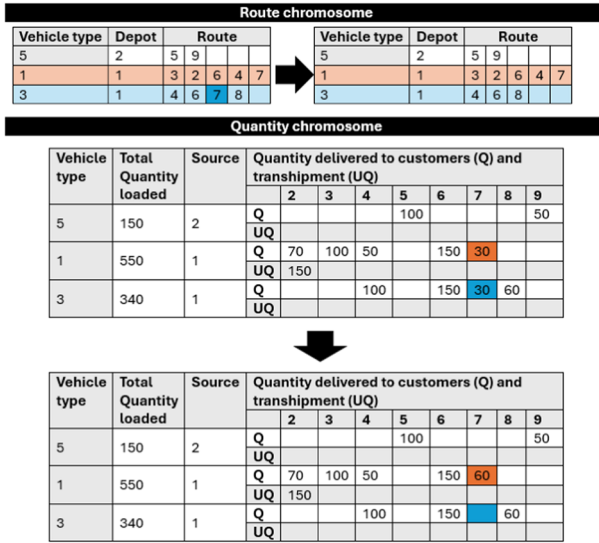 Route chromosome
Vehicle type Depot Route Vehicle type Depot Route
5 2 5 9 5 2 5 9
1 1 3 2 6 4 7 1 1 3 2 6 4 7
3 1 4 6 7 8 3 1 4 6 8
Quantity chromosome
Vehicle Total Source Quantity delivered to customers (Q) and
type Quantity transhipment (UQ)
loaded 2 3 4 5 6 7 8 9
5 150 2 Q 100 50
UQ
1 550 1 Q 70 100 50 150 30
UQ 150
3 340 1 Q 100 150 30 60
UQ
Vehicle Total Source Quantity delivered to customers (Q) and
type Quantity transhipment (UQ)
loaded 2 3 4 5 6 7 8 9
5 150 2 Q 100 50
UQ
1 550 1 Q 70 100 50 150 60
UQ 150
3 340 1 Q 100 150 60
UQ